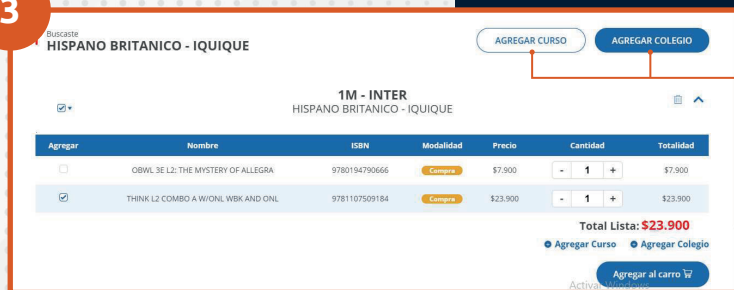 3
Buscaste
HISPANO BRITANICO - IQUIQUE
AGREGAR CURSO
AGREGAR COLEGIO
1M - INTER
HISPANO BRITANICO - IQUIQUE
Agregar Nombre ISBN Modalidad Precio Cantidad Totalidad
OBWL 3E L2: THE MYSTERY OF ALLEGRA 9780194790666 Compra $7.900 - 1 + $7.900
THINK L2 COMBO A W/ONL WBK AND ONL 9781107509184 Compra $23.900 - 1 + $23.900
Total Lista: $23.900
Agregar Curso Agregar Colegio
Agregar al carro
Activar Windows